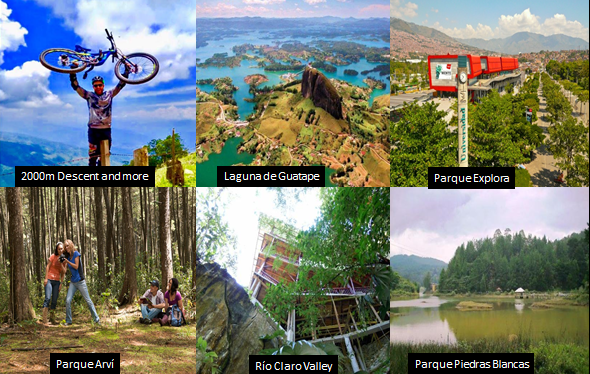 2000m Descent and more
Laguna de Guatape
Parque Explora
Parque Arví
Río Claro Valley
Parque Piedras Blancas